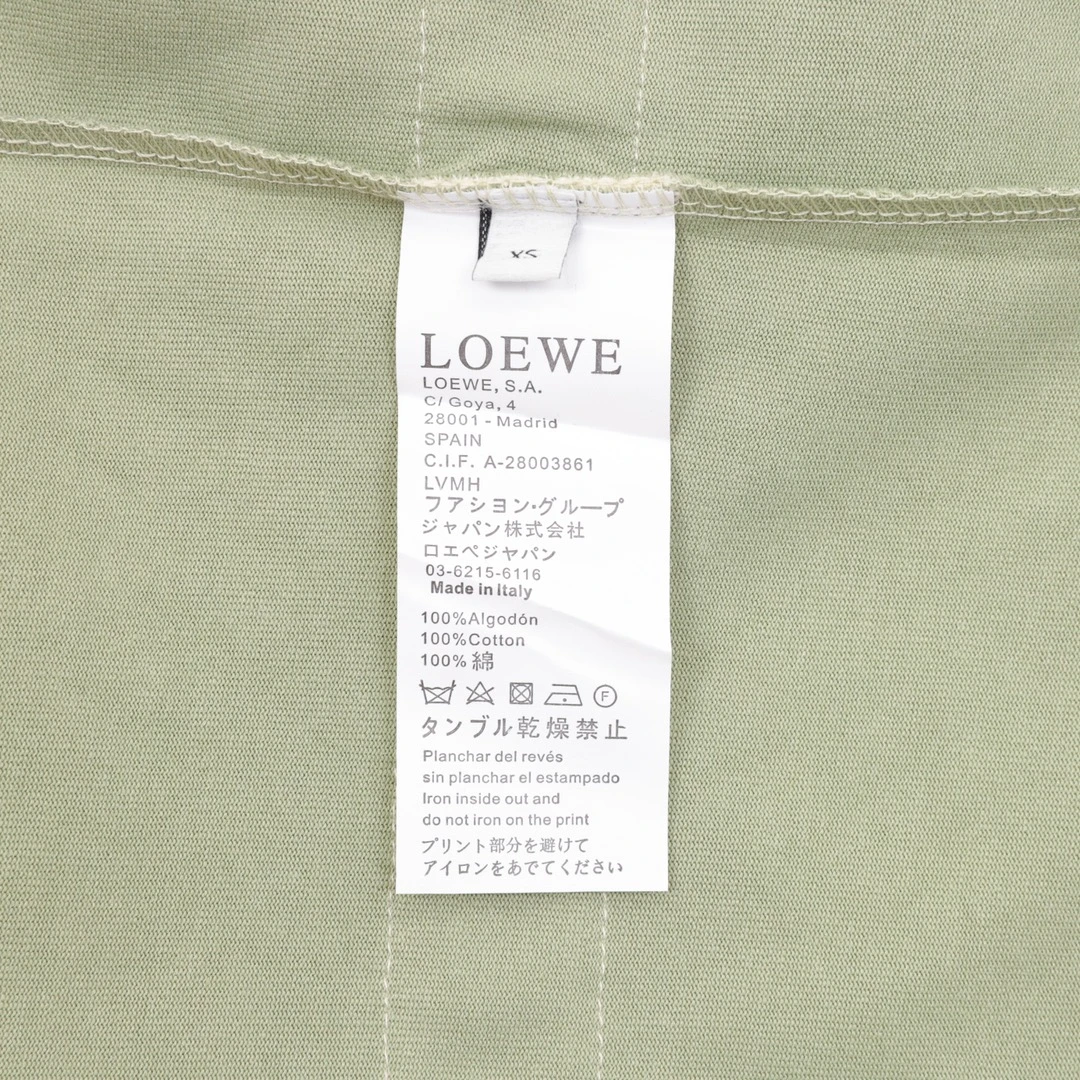 XS
LOEWE
LOEWE, S.A.
C/ Goya, 4
28001 - Madrid
SPAIN
C.I.F. A-28003861
LVMH
フアシヨン・グループ
ジャパン株式会社
ロエペジャパン
03-6215-6116
Made in Italy
100%Algodón
100%Cotton
100% 綿
F
タンブル乾燥禁止
Planchar del revés
sin planchar el estampado
Iron inside out and
do not iron on the print
プリント部分を避けて
アイロンをあでてください